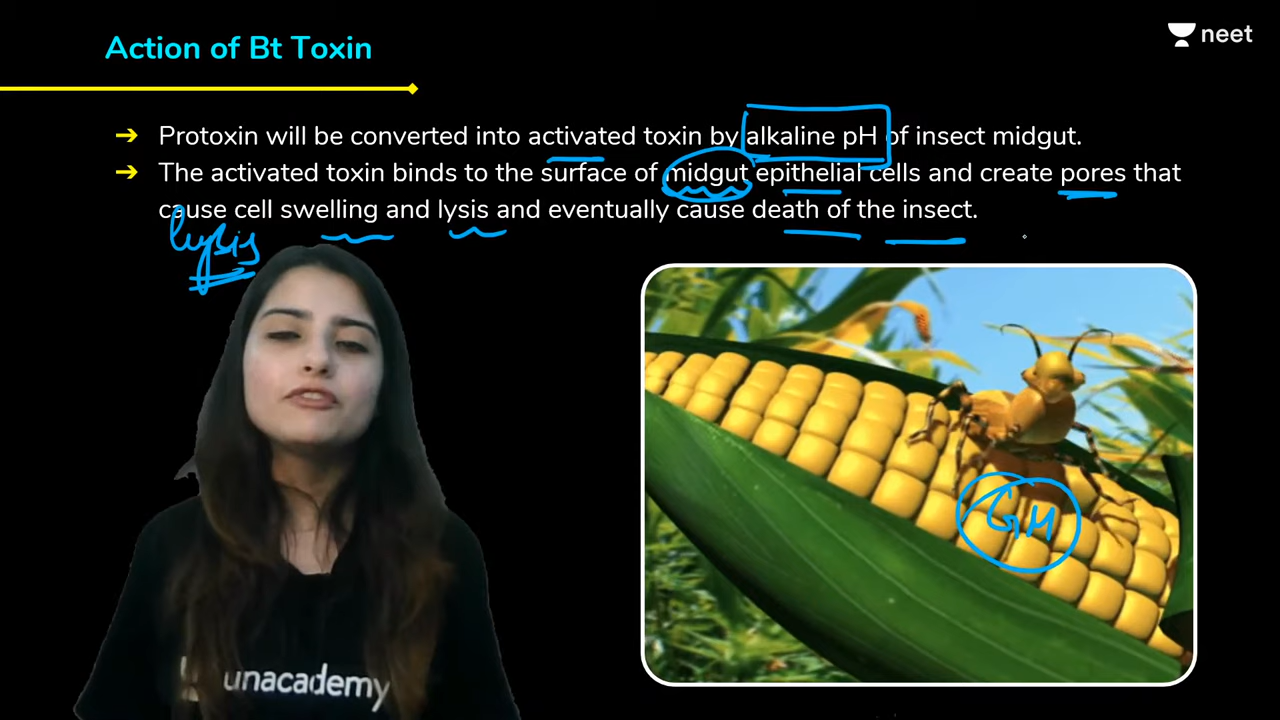 Action of Bt Toxin
neet
→ Protoxin will be converted into activated toxin by alkaline pH of insect midgut.
→ The activated toxin binds to the surface of midgut epithelial cells and create pores that
cause cell swelling and lysis and eventually cause death of the insect.
lysis
GM
unacademy